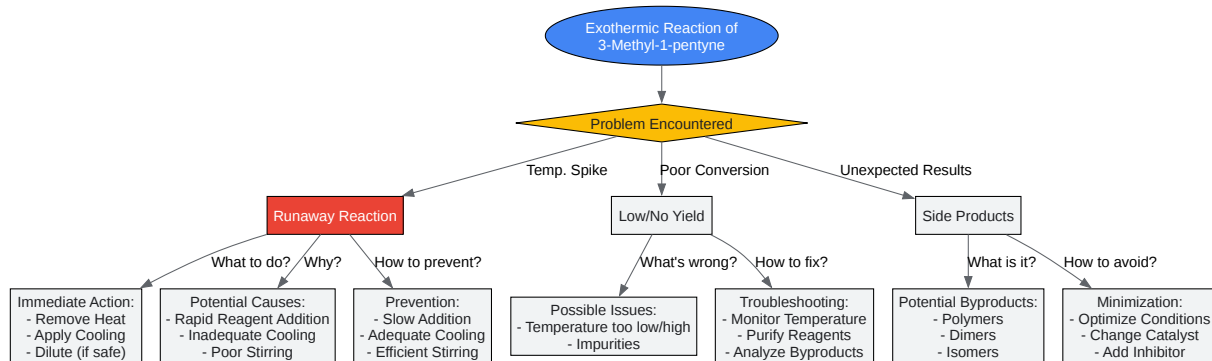 Exothermic Reaction of
3-Methyl-1-pentyne
Problem Encountered
Temp. Spike
Poor Conversion
Unexpected Results
Runaway Reaction
Low/No Yield
Side Products
What to do?
Why?
How to prevent?
What's wrong?
How to fix?
What is it?
How to avoid?
Immediate Action:
- Remove Heat
- Apply Cooling
- Dilute (if safe)
Potential Causes:
- Rapid Reagent Addition
- Inadequate Cooling
- Poor Stirring
Prevention:
- Slow Addition
- Adequate Cooling
- Efficient Stirring
Possible Issues:
- Temperature too low/high
- Impurities
Troubleshooting:
- Monitor Temperature
- Purify Reagents
- Analyze Byproducts
Potential Byproducts:
- Polymers
- Dimers
- Isomers
Minimization:
- Optimize Conditions
- Change Catalyst
- Add Inhibitor